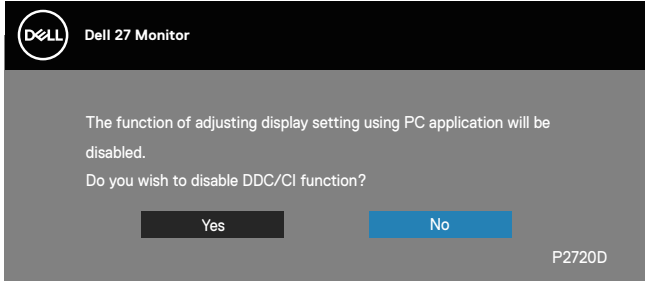 DELL
Dell 27 Monitor
The function of adjusting display setting using PC application will be
disabled.
Do you wish to disable DDC/CI function?
Yes
No
P2720D